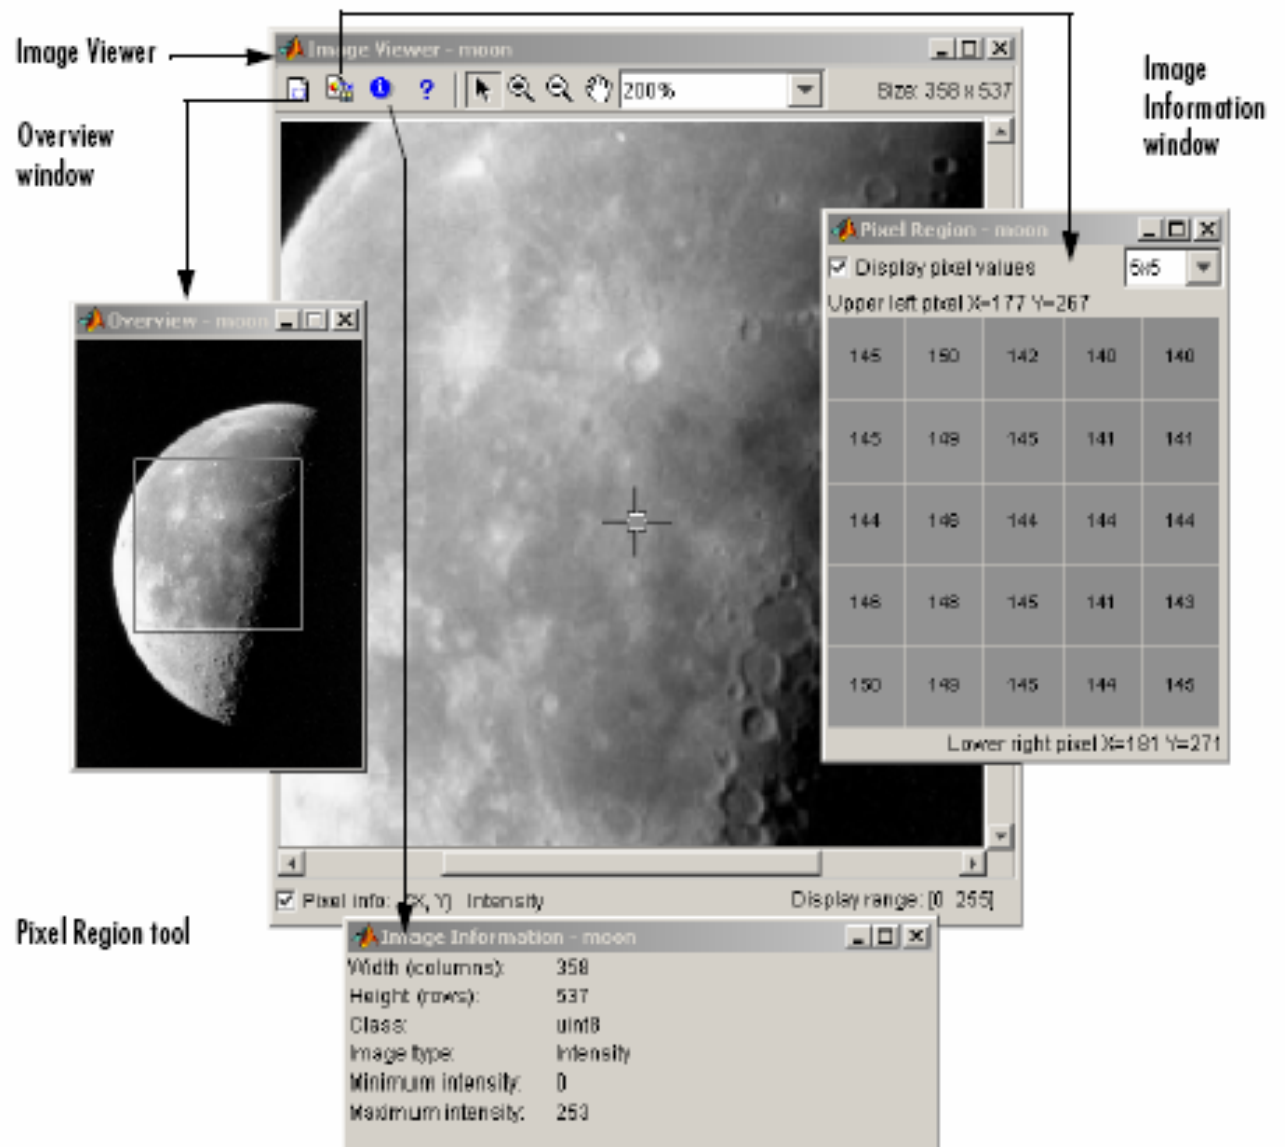 Image Viewer
Image Viewer - moon
200%
Size: 358 x 537
Overview
window
Image
Information
window
Pixel Region - moon
Display pixel values
5x5
Upper left pixel X=177 Y=267
145 150 142 140 140
145 149 145 141 141
144 146 144 144 144
146 148 145 141 143
150 149 145 144 145
Lower right pixel X=181 Y=271
Overview - moon
Pixel info: (X, Y) Intensity
Display range: [0 255]
Pixel Region tool
Image Information - moon
Width (columns): 358
Height (rows): 537
Class: uint8
Image type: Intensity
Minimum intensity: 0
Maximum intensity: 253